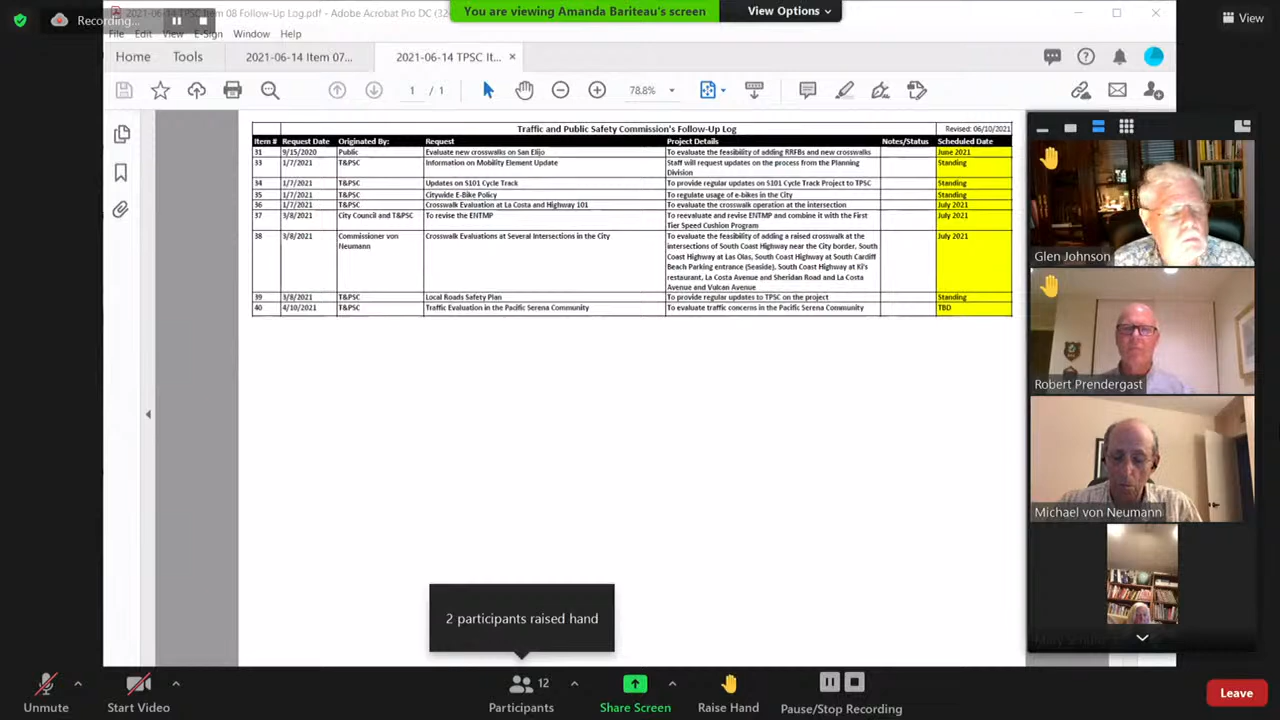 2021-06-14 TPSC Item 08 Follow-Up Log.pdf - Adobe Acrobat Pro DC (32-
Recording...
You are viewing Amanda Bariteau's screen
View Options
View
File Edit View E-Sign Window Help
Home Tools 2021-06-14 Item 07... 2021-06-14 TPSC It... ×
1 / 1 78.8%
Traffic and Public Safety Commission's Follow-Up Log Revised: 06/10/2021
Item # Request Date Originated By: Request Project Details Notes/Status Scheduled Date
31 9/15/2020 Public Evaluate new crosswalks on San Elijo To evaluate the feasibility of adding RRFBs and new crosswalks June 2021
33 1/7/2021 T&PSC Information on Mobility Element Update Staff will request updates on the process from the Planning Standing
Division
34 1/7/2021 T&PSC Updates on S101 Cycle Track To provide regular updates on S101 Cycle Track Project to TPSC Standing
35 1/7/2021 T&PSC Citywide E-Bike Policy To regulate usage of e-bikes in the City Standing
36 1/7/2021 T&PSC Crosswalk Evaluation at La Costa and Highway 101 To evaluate the crosswalk operation at the intersection July 2021
37 3/8/2021 City Council and T&PSC To revise the ENTMP To reevaluate and revise ENTMP and combine it with the First July 2021
Tier Speed Cushion Program
38 3/8/2021 Commissioner von Crosswalk Evaluations at Several Intersections in the City To evaluate the feasibility of adding a raised crosswalk at the July 2021
Neumann intersections of South Coast Highway near the City border, South
Coast Highway at Las Olas, South Coast Highway at South Cardiff
Beach Parking entrance (Seaside), South Coast Highway at Ki's
restaurant, La Costa Avenue and Sheridan Road and La Costa
Avenue and Vulcan Avenue
39 3/8/2021 T&PSC Local Roads Safety Plan To provide regular updates to TPSC on the project Standing
40 4/10/2021 T&PSC Traffic Evaluation in the Pacific Serena Community To evaluate traffic concerns in the Pacific Serena Community TBD
Glen Johnson
Robert Prendergast
Michael von Neumann
2 participants raised hand
12
Unmute Start Video Participants Share Screen Raise Hand Pause/Stop Recording Leave